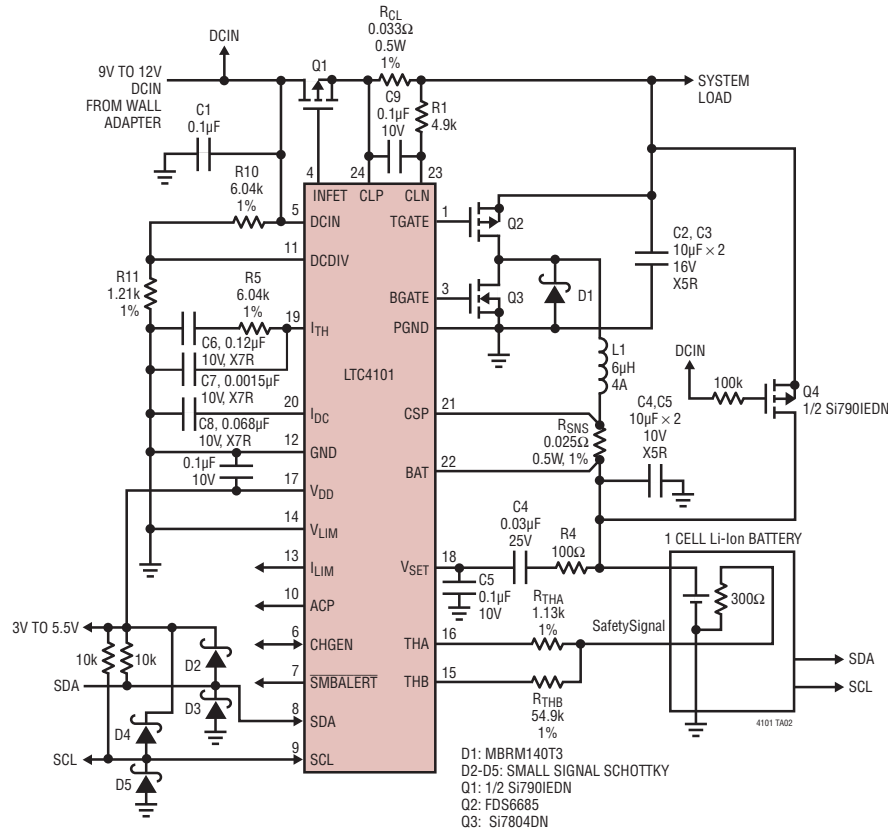 DCIN
R_CL
0.033Ω
0.5W
1%
Q1
9V TO 12V
DCIN
FROM WALL
ADAPTER
SYSTEM
LOAD
C1
0.1µF
C9
0.1µF
10V
R1
4.9k
R10
6.04k
1%
4
24
23
INFET
CLP
CLN
5
DCIN
TGATE
1
Q2
11
DCDIV
C2, C3
10µF × 2
16V
X5R
R11
1.21k
1%
R5
6.04k
1%
BGATE
3
Q3
D1
19
I_TH
PGND
C6, 0.12µF
10V, X7R
C7, 0.0015µF
10V, X7R
LTC4101
L1
6µH
4A
DCIN
100k
Q4
1/2 Si790IEDN
C8, 0.068µF
10V, X7R
20
I_DC
CSP
21
R_SNS
0.025Ω
0.5W, 1%
C4,C5
10µF × 2
10V
X5R
12
GND
0.1µF
10V
BAT
22
17
V_DD
14
V_LIM
13
I_LIM
V_SET
18
C4
0.03µF
25V
R4
100Ω
1 CELL Li-Ion BATTERY
C5
0.1µF
10V
300Ω
10
ACP
R_THA
1.13k
1%
SafetySignal
3V TO 5.5V
6
CHGEN
THA
16
10k
10k
D2
7
SMBALERT
THB
15
SDA
SDA
D3
R_THB
54.9k
1%
SCL
8
SDA
4101 TA02
D4
SCL
9
SCL
D5
D1: MBRM140T3
D2-D5: SMALL SIGNAL SCHOTTKY
Q1: 1/2 Si790IEDN
Q2: FDS6685
Q3: Si7804DN